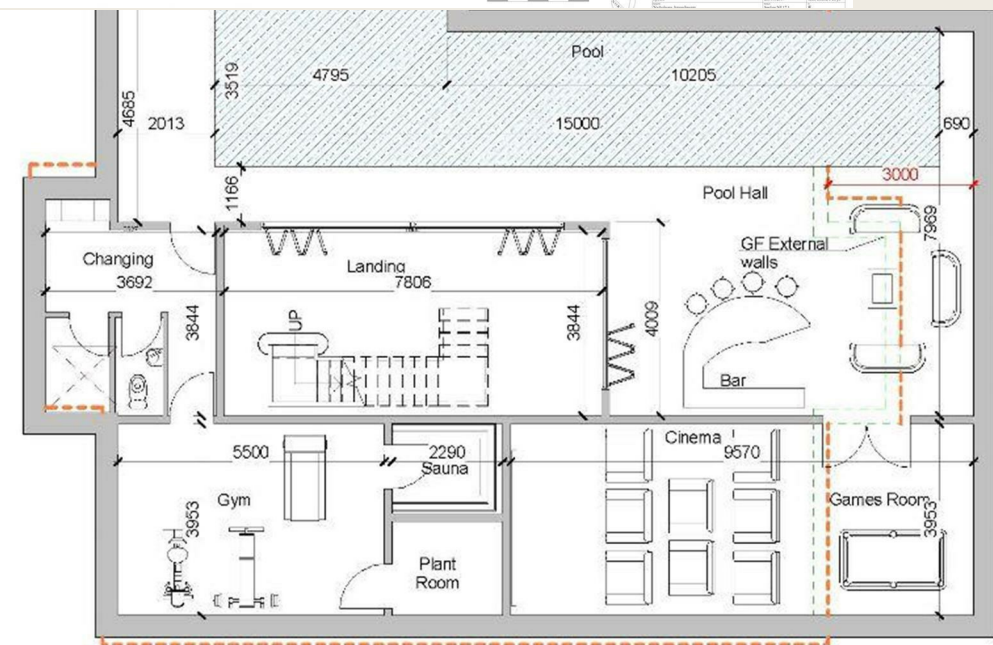 Pool
4795
10205
3519
4685
2013
15000
690
3000
1166
Pool Hall
7969
GF External
walls
Changing
3692
Landing
7806
UP
3844
3844
4009
Bar
Cinema
5500
2290
9570
Sauna
Gym
Games Room
3953
3953
Plant
Room